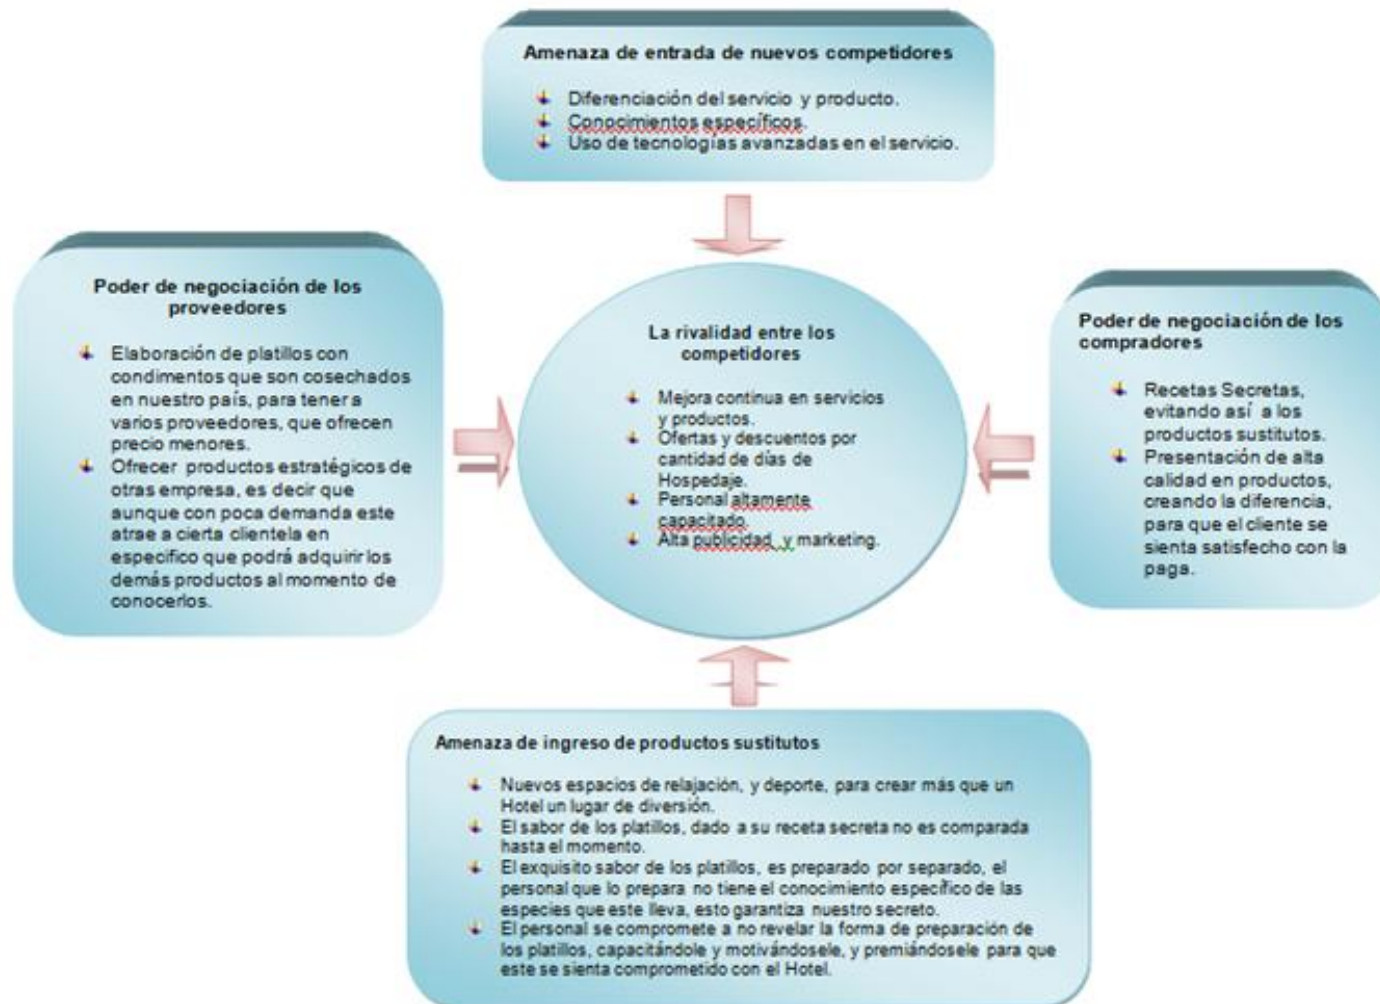 Amenaza de entrada de nuevos competidores
Diferenciación del servicio y producto.
Conocimientos específicos.
Uso de tecnologías avanzadas en el servicio.
Poder de negociación de los
proveedores
Elaboración de platillos con
condimentos que son cosechados
en nuestro país, para tener a
varios proveedores, que ofrecen
precio menores.
Ofrecer productos estratégicos de
otras empresa, es decir que
aunque con poca demanda este
atrae a cierta clientela en
especifico que podrá adquirir los
demás productos al momento de
conocerlos.
La rivalidad entre los
competidores
Mejora continua en servicios
y productos.
Ofertas y descuentos por
cantidad de días de
Hospedaje.
Personal altamente
capacitado.
Alta publicidad y marketing.
Poder de negociación de los
compradores
Recetas Secretas,
evitando así a los
productos sustitutos.
Presentación de alta
calidad en productos,
creando la diferencia,
para que el cliente se
sienta satisfecho con la
paga.
Amenaza de ingreso de productos sustitutos
Nuevos espacios de relajación, y deporte, para crear más que un
Hotel un lugar de diversión.
El sabor de los platillos, dado a su receta secreta no es comparada
hasta el momento.
El exquisito sabor de los platillos, es preparado por separado, el
personal que lo prepara no tiene el conocimiento específico de las
especies que este lleva, esto garantiza nuestro secreto.
El personal se compromete a no revelar la forma de preparación de
los platillos, capacitándole y motivándosele, y premiándosele para que
este se sienta comprometido con el Hotel.